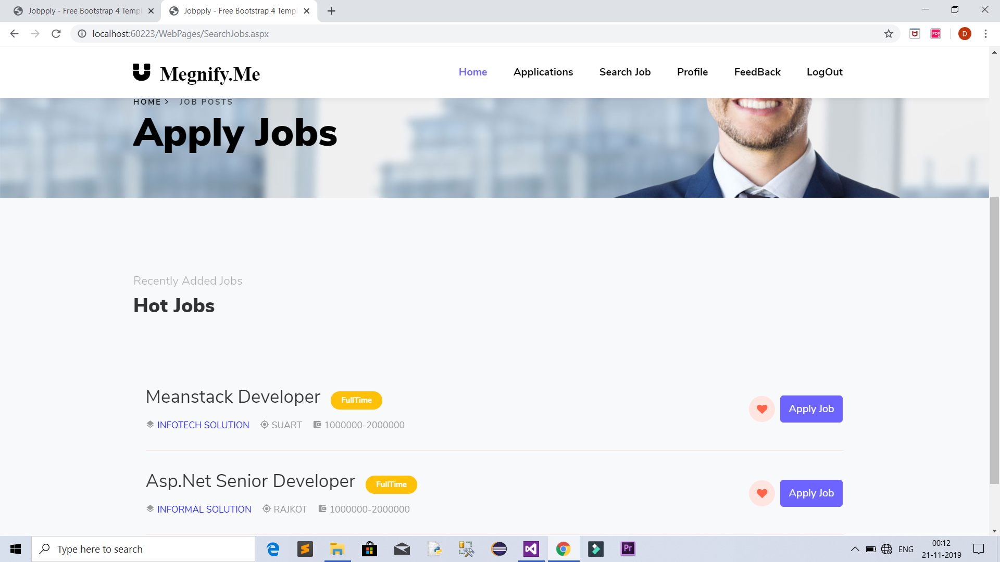 Jobpply - Free Bootstrap 4 Templ
Jobpply - Free Bootstrap 4 Templ
localhost:60223/WebPages/SearchJobs.aspx
PDF
D
Megnify.Me
Home
Applications
Search Job
Profile
FeedBack
LogOut
HOME > JOB POSTS
Apply Jobs
Recently Added Jobs
Hot Jobs
Meanstack Developer FullTime
Apply Job
INFOTECH SOLUTION SUART 1000000-2000000
Asp.Net Senior Developer FullTime
Apply Job
INFORMAL SOLUTION RAJKOT 1000000-2000000
Type here to search
Pr
ENG
00:12
21-11-2019